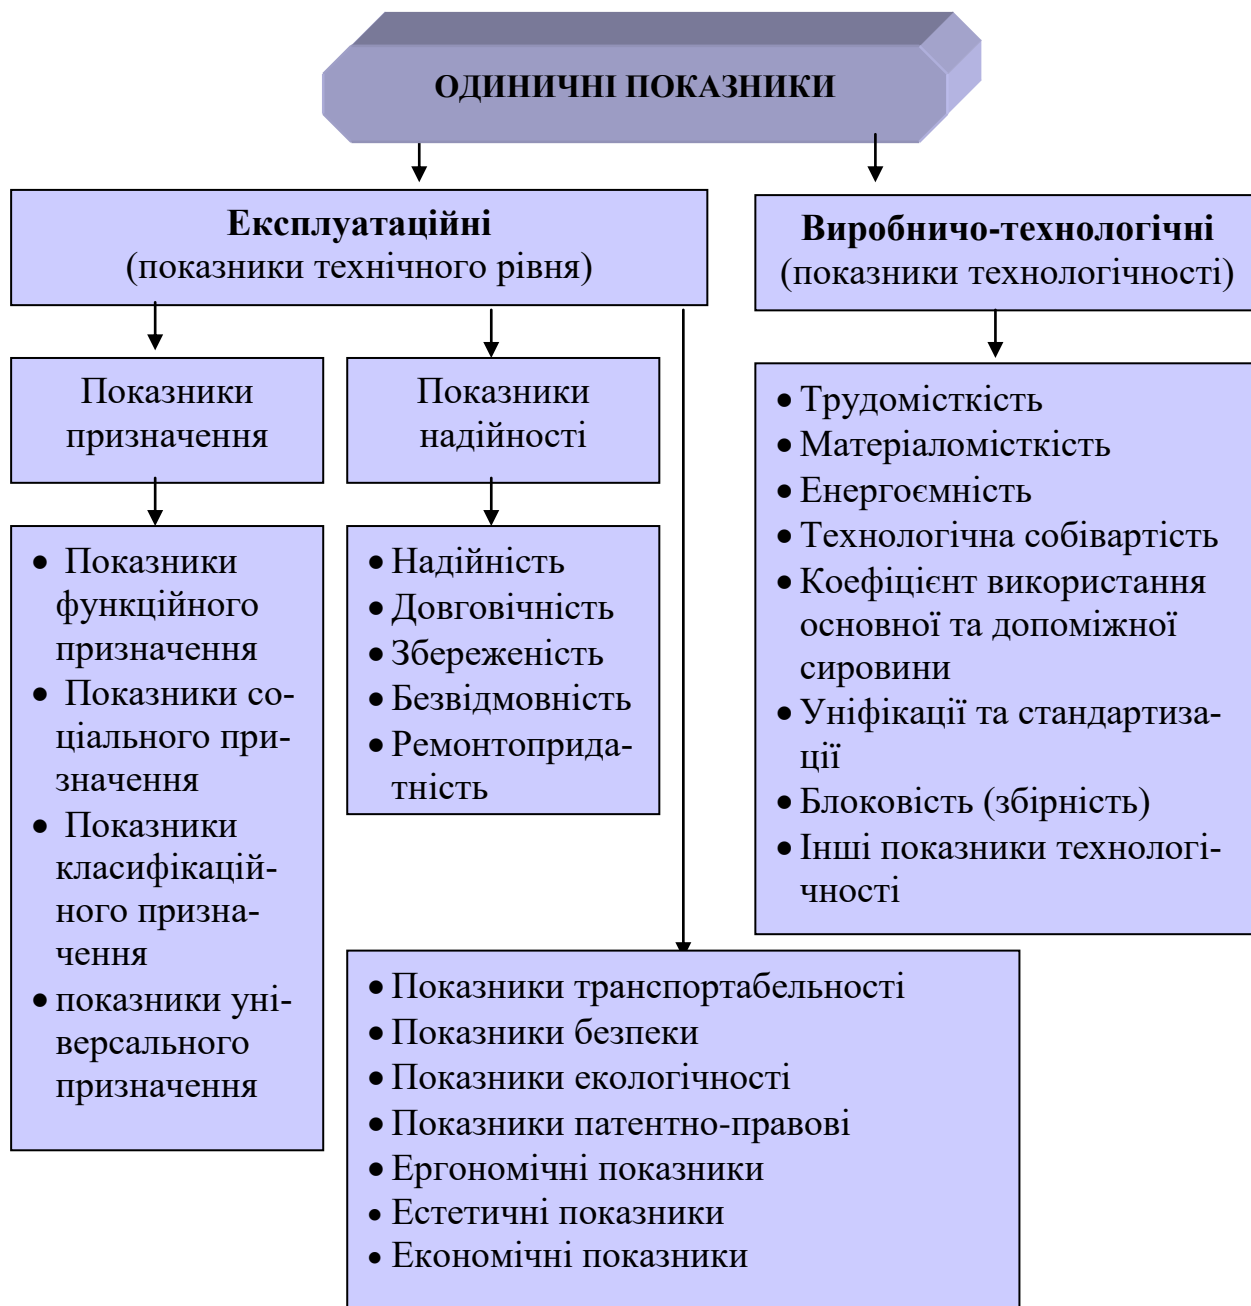 ОДИНИЧНІ ПОКАЗНИКИ
Експлуатаційні
(показники технічного рівня)
Виробничо-технологічні
(показники технологічності)
Показники
призначення
Показники
надійності
• Показники
функційного
призначення
• Показники со-
ціального при-
значення
• Показники
класифікацій-
ного призна-
чення
• показники уні-
версального
призначення
• Надійність
• Довговічність
• Збереженість
• Безвідмовність
• Ремонтопридат-
тність
• Трудомісткість
• Матеріаломісткість
• Енергоємність
• Технологічна собівартість
• Коефіцієнт використання
основної та допоміжної
сировини
• Уніфікації та стандартиза-
ції
• Блоковість (збірність)
• Інші показники технологі-
чності
• Показники транспортабельності
• Показники безпеки
• Показники екологічності
• Показники патентно-правові
• Ергономічні показники
• Естетичні показники
• Економічні показники